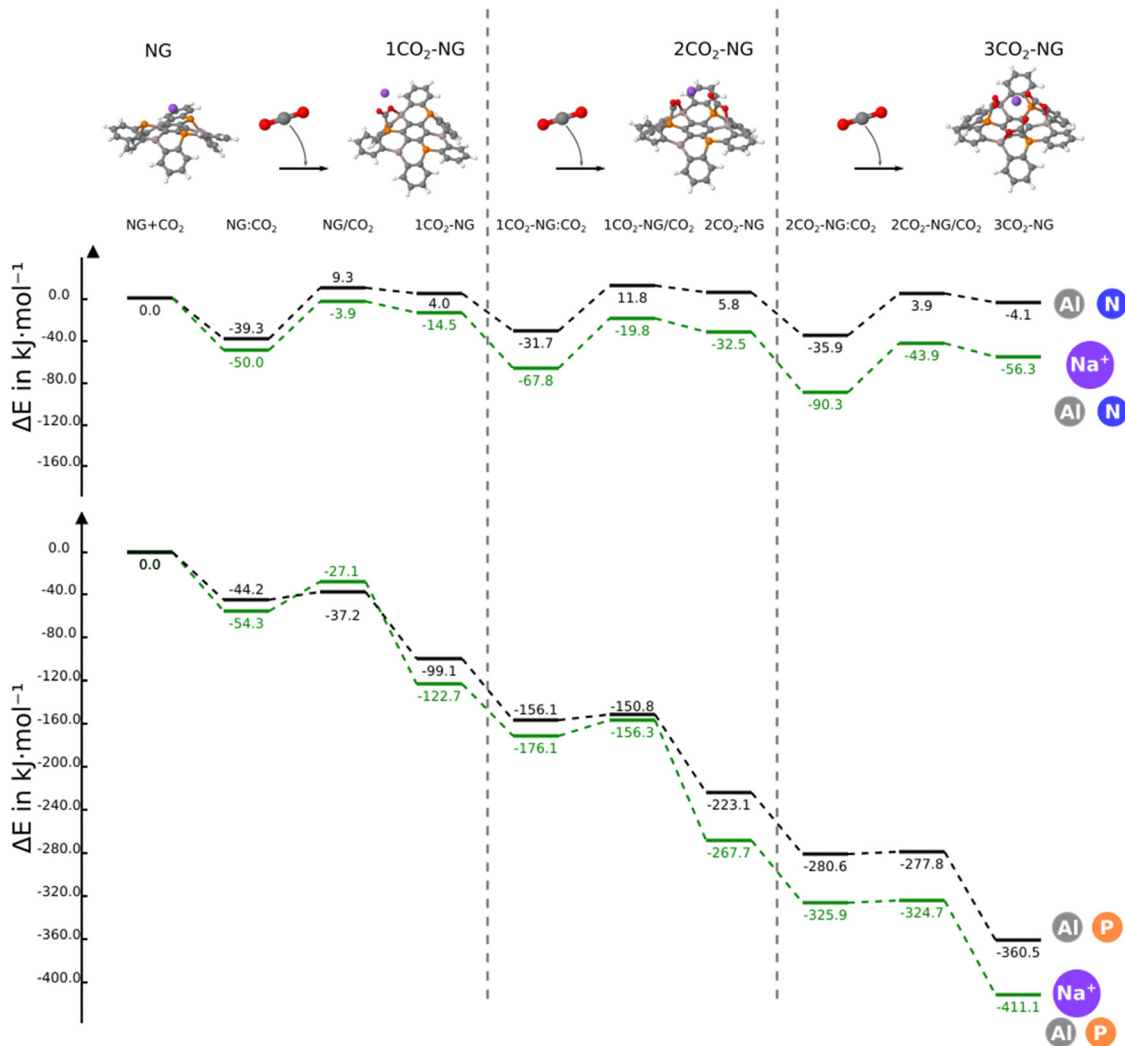 NG 1CO₂-NG 2CO₂-NG 3CO₂-NG
NG+CO₂ NG:CO₂ NG/CO₂ 1CO₂-NG 1CO₂-NG:CO₂ 1CO₂-NG/CO₂ 2CO₂-NG 2CO₂-NG:CO₂ 2CO₂-NG/CO₂ 3CO₂-NG
ΔE in kJ·mol⁻¹
0.0
-40.0
-80.0
-120.0
-160.0
0.0 -39.3 9.3 4.0 -31.7 11.8 5.8 -35.9 3.9 -4.1
Al N
-50.0 -3.9 -14.5 -67.8 -19.8 -32.5 -90.3 -43.9 -56.3
Na⁺
Al N
ΔE in kJ·mol⁻¹
0.0
-40.0
-80.0
-120.0
-160.0
-200.0
-240.0
-280.0
-320.0
-360.0
-400.0
0.0 -44.2 -37.2 -99.1 -156.1 -150.8 -223.1 -280.6 -277.8 -360.5
Al P
-54.3 -27.1 -122.7 -176.1 -156.3 -267.7 -325.9 -324.7 -411.1
Na⁺
Al P